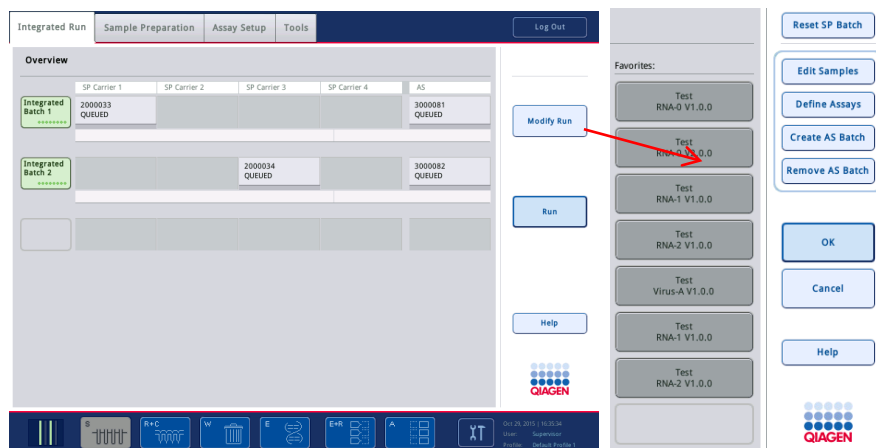 Integrated Run
Sample Preparation
Assay Setup
Tools
Log Out
Overview
SP Carrier 1
SP Carrier 2
SP Carrier 3
SP Carrier 4
AS
Integrated
Batch 1
2000033
QUEUED
3000081
QUEUED
Integrated
Batch 2
2000034
QUEUED
3000082
QUEUED
Modify Run
Run
Help
QIAGEN
S
R+C
W
E
E+R
A
Oct 29, 2015 | 16:35:34
User: Supervisor
Profile: Default Profile 1
Favorites:
Test
RNA-0 V1.0.0
Test
RNA-0 V1.0.0
Test
RNA-1 V1.0.0
Test
RNA-2 V1.0.0
Test
Virus-A V1.0.0
Test
RNA-1 V1.0.0
Test
RNA-2 V1.0.0
Reset SP Batch
Edit Samples
Define Assays
Create AS Batch
Remove AS Batch
OK
Cancel
Help
QIAGEN